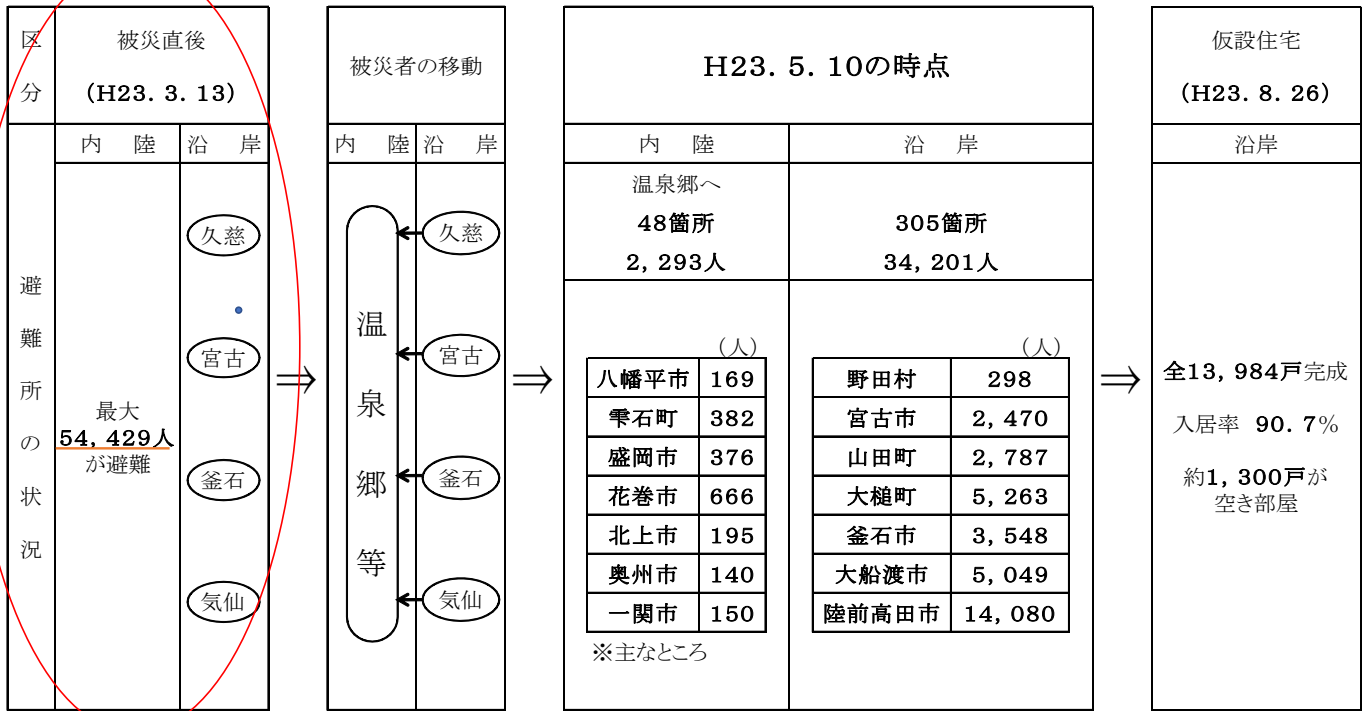 区
分
被災直後
(H23. 3. 13)
内 陸
沿 岸
避
難
所
の
状
況
最大
54, 429人
が避難
久慈
宮古
釜石
気仙
⇒
被災者の移動
内 陸
沿 岸
温
泉
郷
等
久慈
宮古
釜石
気仙
⇒
H23. 5. 10の時点
内 陸
沿 岸
温泉郷へ
48箇所
2, 293人
305箇所
34, 201人
(人)
八幡平市 169
雫石町 382
盛岡市 376
花巻市 666
北上市 195
奥州市 140
一関市 150
※主なところ
(人)
野田村 298
宮古市 2, 470
山田町 2, 787
大槌町 5, 263
釜石市 3, 548
大船渡市 5, 049
陸前高田市 14, 080
⇒
仮設住宅
(H23. 8. 26)
沿岸
全13, 984戸完成
入居率 90. 7%
約1, 300戸が
空き部屋